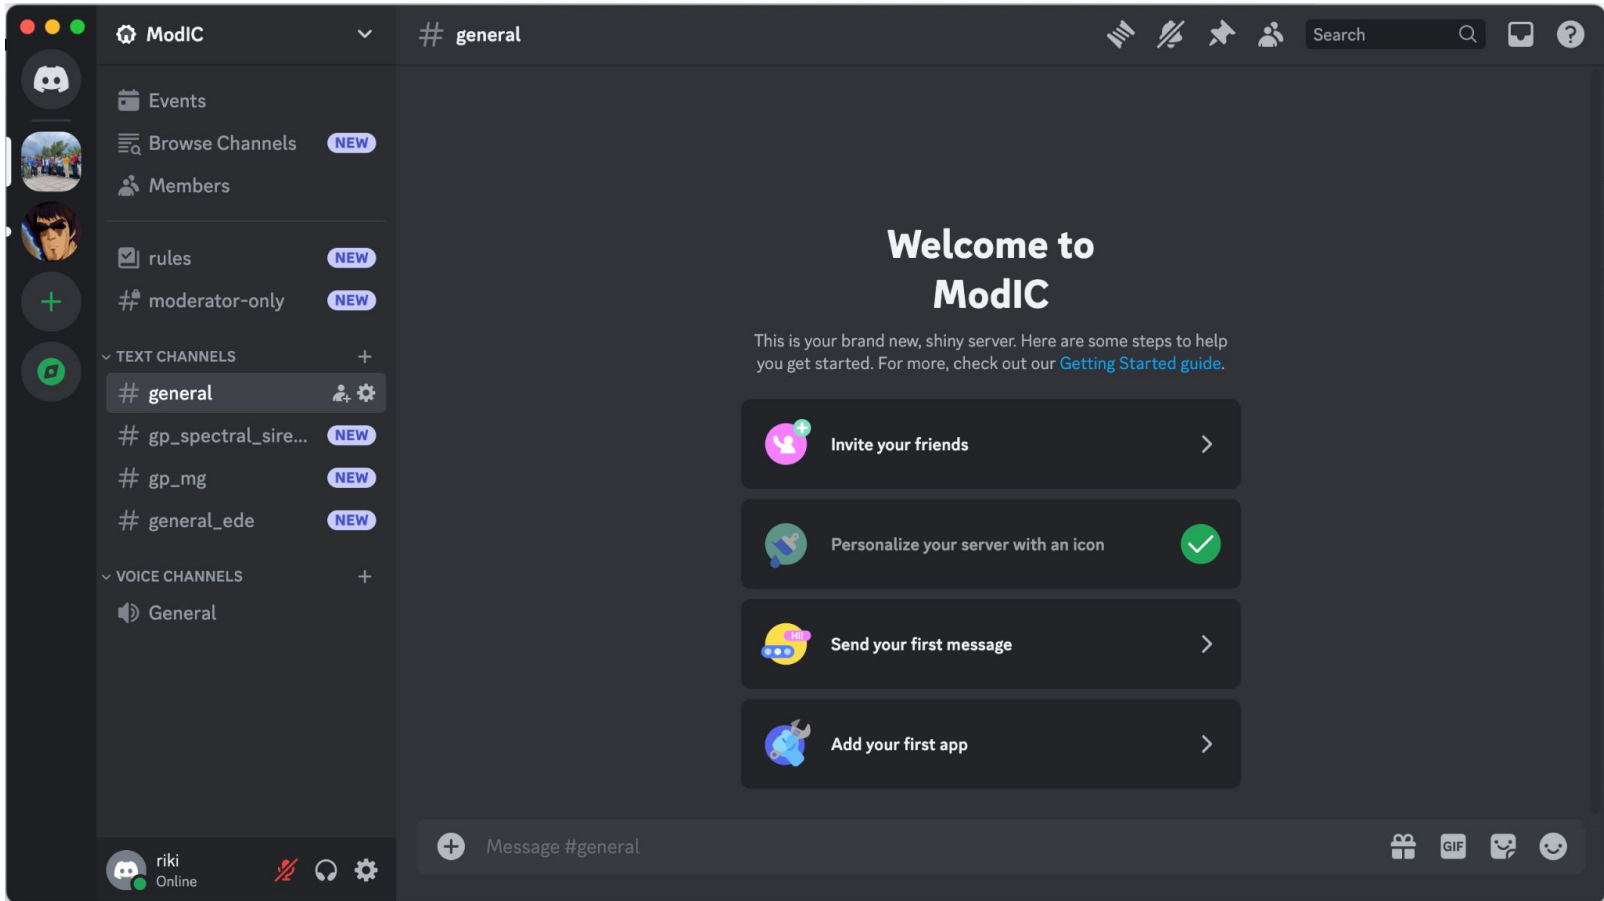 ModIC
Events
Browse Channels NEW
Members
rules NEW
moderator-only NEW
TEXT CHANNELS
general
gp_spectral_sire... NEW
gp_mg NEW
general_ede NEW
VOICE CHANNELS
General
riki
Online
general
Search
Welcome to
ModIC
This is your brand new, shiny server. Here are some steps to help
you get started. For more, check out our Getting Started guide.
Invite your friends
Personalize your server with an icon
Hi!
Send your first message
Add your first app
Message #general
GIF